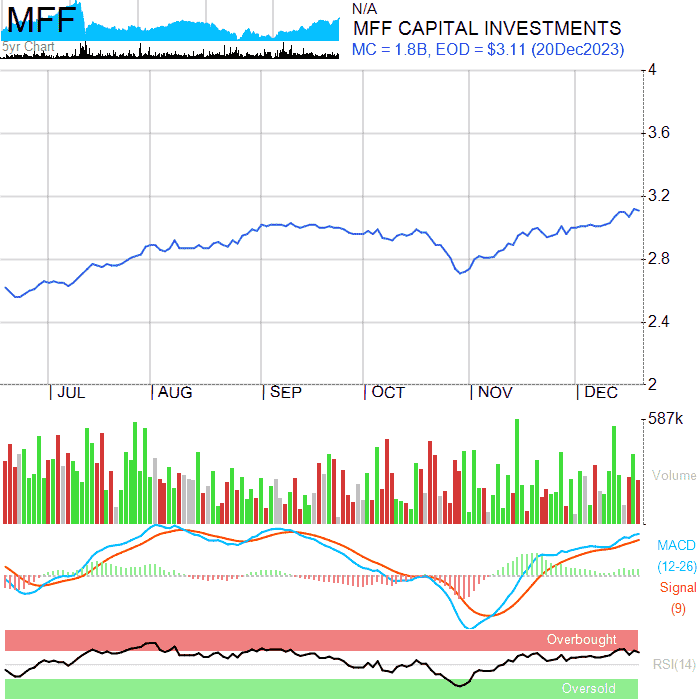 MFF
5yr Chart
N/A
MFF CAPITAL INVESTMENTS
MC = 1.8B, EOD = $3.11 (20Dec2023)
4
3.6
3.2
2.8
2.4
2
JUL AUG SEP OCT NOV DEC
587k
Volume
MACD
(12-26)
Signal
(9)
Overbought
RSI(14)
Oversold